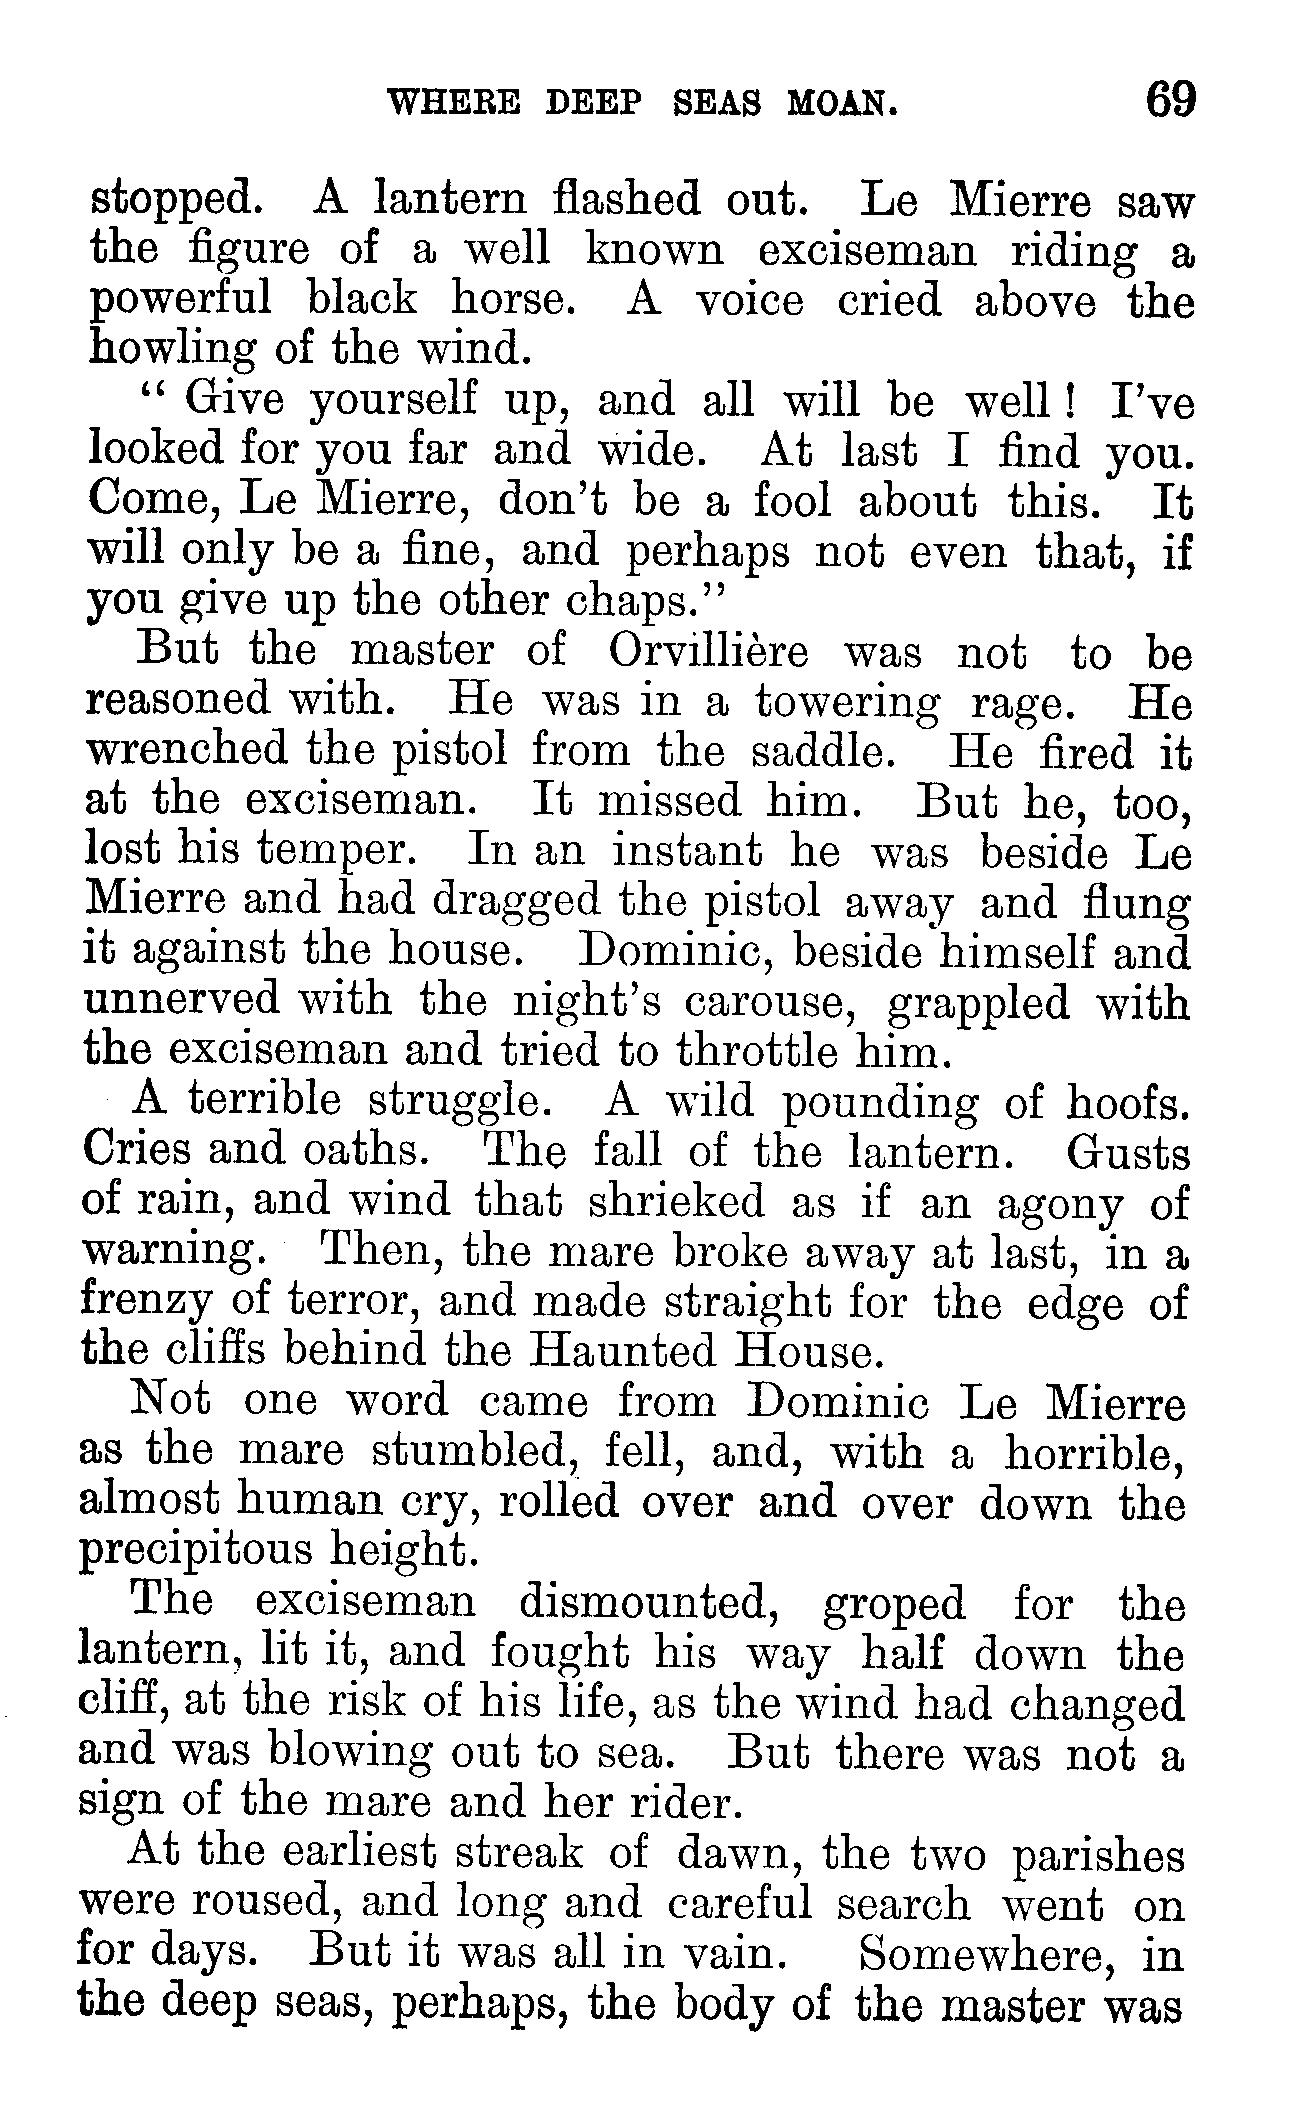 WHERE DEEP SEAS MOAN. 69
stopped. A lantern flashed out. Le Mierre saw
the figure of a well known exciseman riding a
powerful black horse. A voice cried above the
howling of the wind.
“ Give yourself up, and all will be well ! I’ve
looked for you far and wide. At last I find you.
Come, Le Mierre, don’t be a fool about this. It
will only be a fine, and perhaps not even that, if
you give up the other chaps.”
But the master of Orvillière was not to be
reasoned with. He was in a towering rage. He
wrenched the pistol from the saddle. He fired it
at the exciseman. It missed him. But he, too,
lost his temper. In an instant he was beside Le
Mierre and had dragged the pistol away and flung
it against the house. Dominic, beside himself and
unnerved with the night’s carouse, grappled with
the exciseman and tried to throttle him.
A terrible struggle. A wild pounding of hoofs.
Cries and oaths. The fall of the lantern. Gusts
of rain, and wind that shrieked as if an agony of
warning. Then, the mare broke away at last, in a
frenzy of terror, and made straight for the edge of
the cliffs behind the Haunted House.
Not one word came from Dominic Le Mierre
as the mare stumbled, fell, and, with a horrible,
almost human cry, rolled over and over down the
precipitous height.
The exciseman dismounted, groped for the
lantern, lit it, and fought his way half down the
cliff, at the risk of his life, as the wind had changed
and was blowing out to sea. But there was not a
sign of the mare and her rider.
At the earliest streak of dawn, the two parishes
were roused, and long and careful search went on
for days. But it was all in vain. Somewhere, in
the deep seas, perhaps, the body of the master was